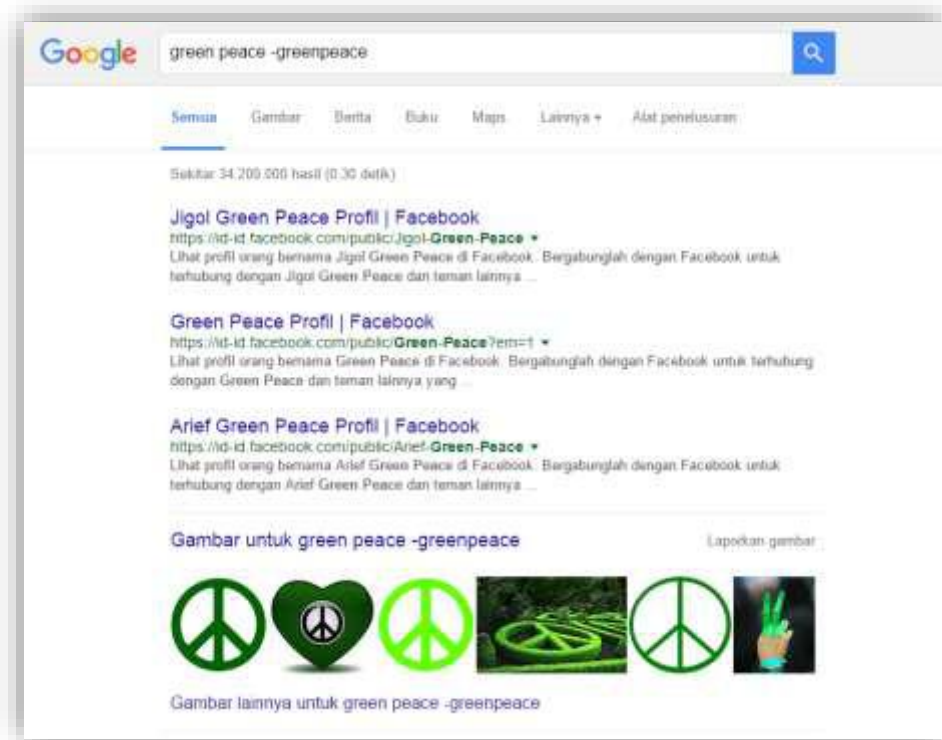 Google
green peace -greenpeace
Semua Gambar Berita Buku Maps Lainnya Alat penelusuran
Sekitar 34.200.000 hasil (0.30 detik)
Jigol Green Peace Profil | Facebook
https://id-id.facebook.com/public/Jigol-Green-Peace
Lihat profil orang bernama Jigol Green Peace di Facebook. Bergabunglah dengan Facebook untuk
terhubung dengan Jigol Green Peace dan teman lainnya ...
Green Peace Profil | Facebook
https://id-id.facebook.com/public/Green-Peace?em=1
Lihat profil orang bernama Green Peace di Facebook. Bergabunglah dengan Facebook untuk terhubung
dengan Green Peace dan teman lainnya yang ...
Arief Green Peace Profil | Facebook
https://id-id.facebook.com/public/Arief-Green-Peace
Lihat profil orang bernama Arief Green Peace di Facebook. Bergabunglah dengan Facebook untuk
terhubung dengan Arief Green Peace dan teman lainnya ...
Gambar untuk green peace -greenpeace Laporkan gambar
Gambar lainnya untuk green peace -greenpeace